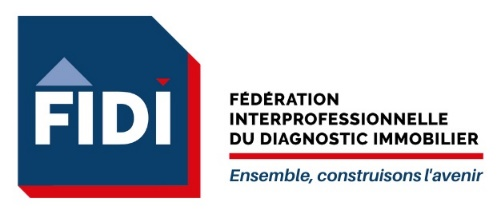 FIDI
FÉDÉRATION
INTERPROFESSIONNELLE
DU DIAGNOSTIC IMMOBILIER
Ensemble, construisons l'avenir